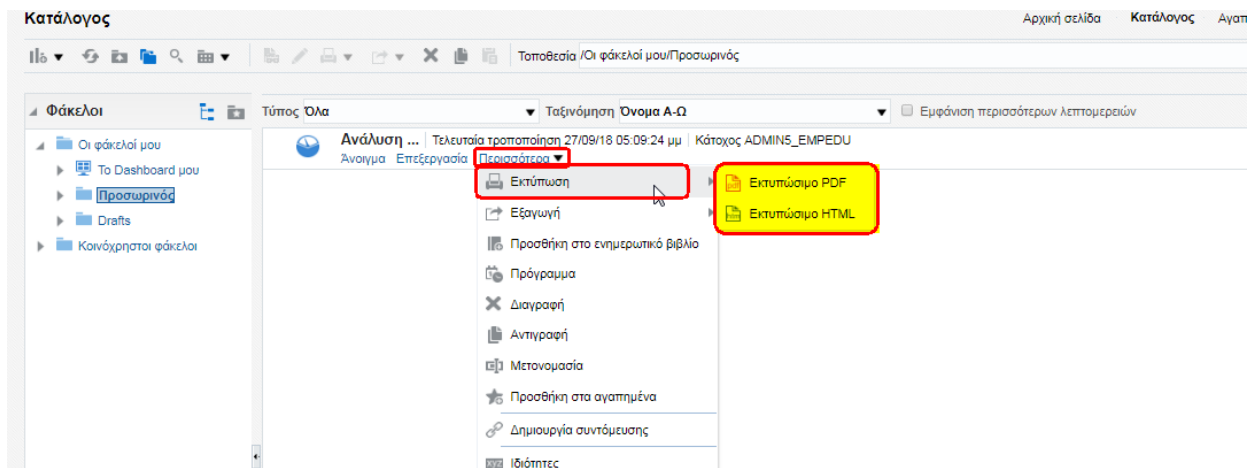 Κατάλογος
Αρχική σελίδα Κατάλογος Αγαπ
Τοποθεσία /Οι φάκελοί μου/Προσωρινός
Φάκελοι
Τύπος Όλα Ταξινόμηση Όνομα Α-Ω Εμφάνιση περισσότερων λεπτομερειών
Οι φάκελοί μου
Το Dashboard μου
Προσωρινός
Drafts
Κοινόχρηστοι φάκελοι
Ανάλυση ... Τελευταία τροποποίηση 27/09/18 05:09:24 μμ Κάτοχος ADMIN5_EMPEDU
Άνοιγμα Επεξεργασία Περισσότερα
Εκτύπωση
Εξαγωγή
Προσθήκη στο ενημερωτικό βιβλίο
Πρόγραμμα
Διαγραφή
Αντιγραφή
Μετονομασία
Προσθήκη στα αγαπημένα
Δημιουργία συντόμευσης
Ιδιότητες
Εκτυπώσιμο PDF
Εκτυπώσιμο HTML